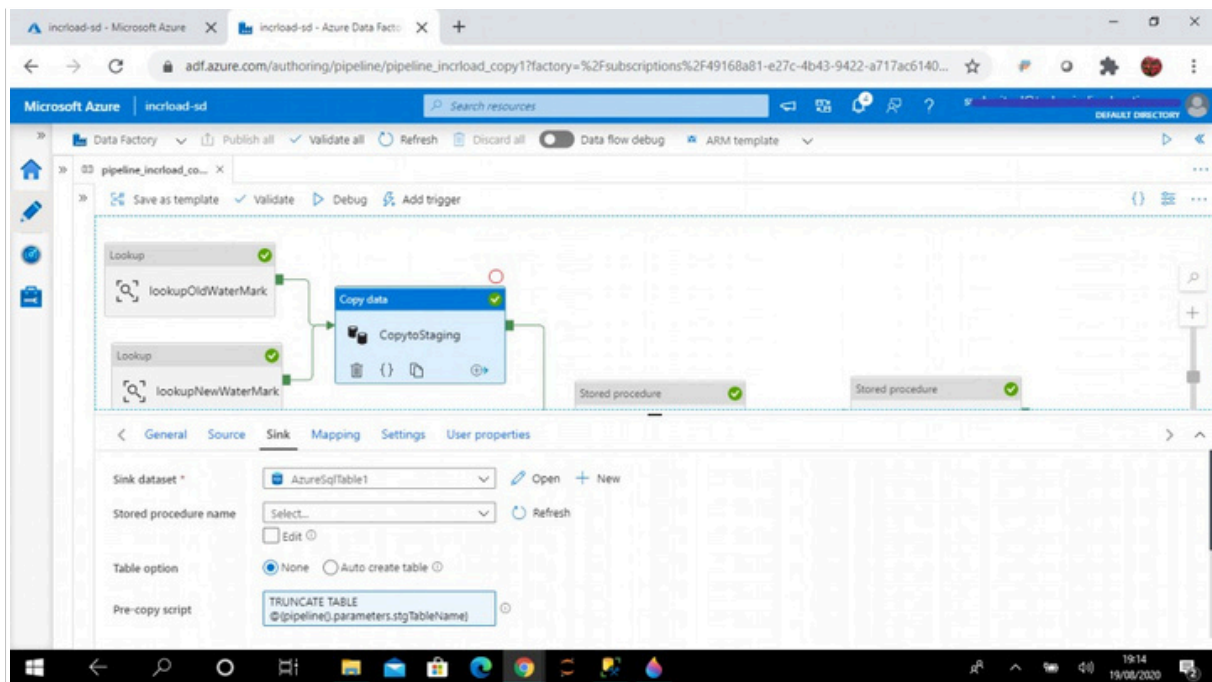 incrload-sd - Microsoft Azure
incrload-sd - Azure Data Facto
adf.azure.com/authoring/pipeline/pipeline_incrload_copy1?factory=%2Fsubscriptions%2F49168a81-e27c-4b43-9422-a717ac6140...
Microsoft Azure | incrload-sd
Search resources
4
?
DEFAULT DIRECTORY
Data Factory
Publish all
Validate all
Refresh
Discard all
Data flow debug
ARM template
pipeline_incrload_co...
Save as template
Validate
Debug
Add trigger
Lookup
lookupOldWaterMark
Copy data
CopytoStaging
Lookup
lookupNewWaterMark
Stored procedure
Stored procedure
General
Source
Sink
Mapping
Settings
User properties
Sink dataset *
AzureSqlTable1
Open
New
Stored procedure name
Select...
Refresh
Edit
Table option
None
Auto create table
Pre-copy script
TRUNCATE TABLE
@{pipeline().parameters.stgTableName}
19:14
19/08/2020